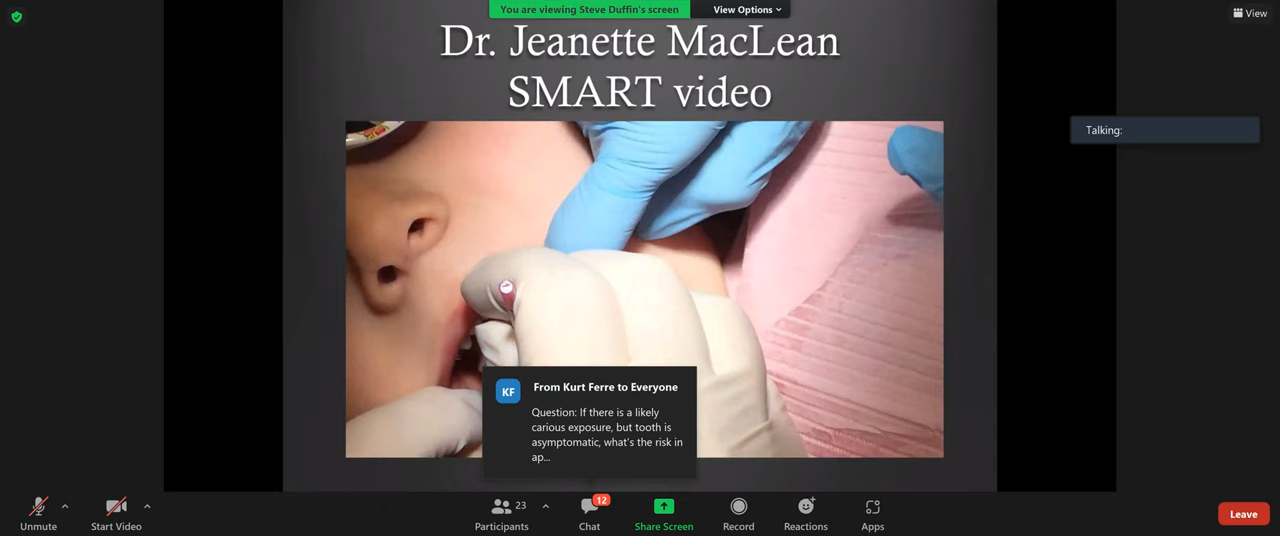 You are viewing Steve Duffin's screen
View Options
View
Dr. Jeanette MacLean
SMART video
Talking:
KF
From Kurt Ferre to Everyone
Question: If there is a likely
carious exposure, but tooth is
asymptomatic, what's the risk in
ap...
Unmute
Start Video
23
Participants
12
Chat
Share Screen
Record
Reactions
Apps
Leave